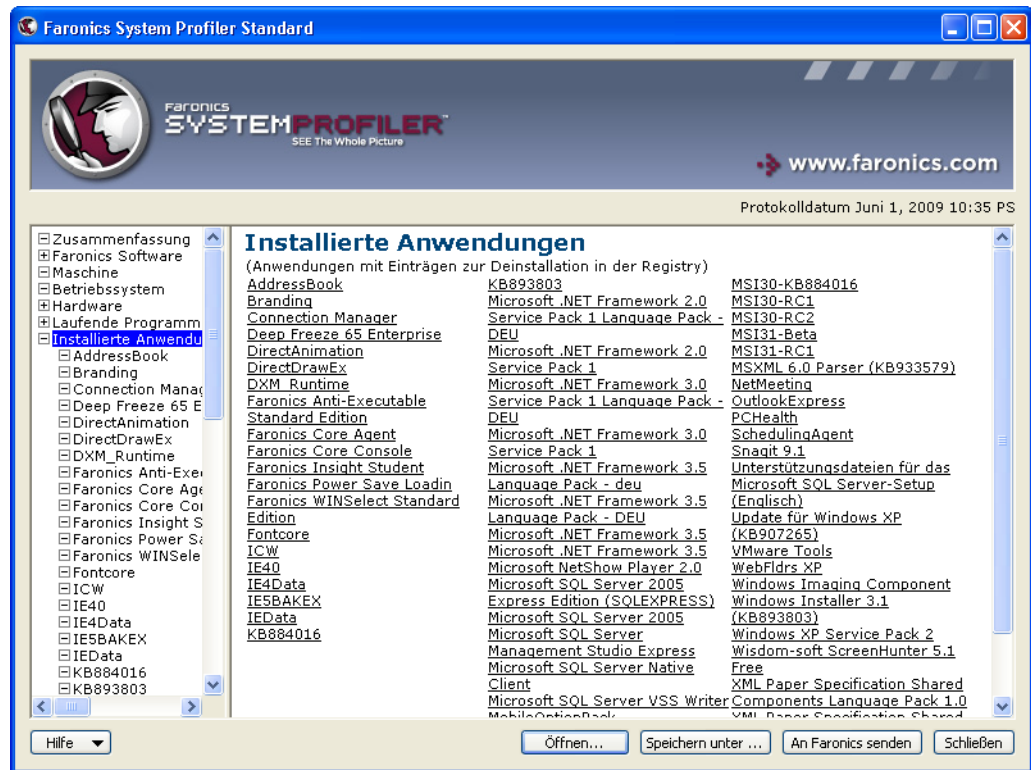 Faronics System Profiler Standard
Faronics
SYSTEMPROFILER™
SEE The Whole Picture
www.faronics.com
Protokolldatum Juni 1, 2009 10:35 PS
Zusammenfassung
Faronics Software
Maschine
Betriebssystem
Hardware
Laufende Programm
Installierte Anwendu
AddressBook
Branding
Connection Manag
Deep Freeze 65 E
DirectAnimation
DirectDrawEx
DXM_Runtime
Faronics Anti-Exe
Faronics Core Age
Faronics Core Con
Faronics Insight S
Faronics Power Sa
Faronics WINSele
Fontcore
ICW
IE40
IE4Data
IE5BAKEX
IEData
KB884016
KB893803
Installierte Anwendungen
(Anwendungen mit Einträgen zur Deinstallation in der Registry)
AddressBook
Branding
Connection Manager
Deep Freeze 65 Enterprise
DirectAnimation
DirectDrawEx
DXM_Runtime
Faronics Anti-Executable
Standard Edition
Faronics Core Agent
Faronics Core Console
Faronics Insight Student
Faronics Power Save Loadin
Faronics WINSelect Standard
Edition
Fontcore
ICW
IE40
IE4Data
IE5BAKEX
IEData
KB884016
KB893803
Microsoft .NET Framework 2.0
Service Pack 1 Language Pack -
DEU
Microsoft .NET Framework 2.0
Service Pack 1
Microsoft .NET Framework 3.0
Service Pack 1 Language Pack -
DEU
Microsoft .NET Framework 3.0
Service Pack 1
Microsoft .NET Framework 3.5
Language Pack - deu
Microsoft .NET Framework 3.5
Language Pack - DEU
Microsoft .NET Framework 3.5
Microsoft .NET Framework 3.5
Microsoft NetShow Player 2.0
Microsoft SQL Server 2005
Express Edition (SQLEXPRESS)
Microsoft SQL Server 2005
Microsoft SQL Server
Management Studio Express
Microsoft SQL Server Native
Client
Microsoft SQL Server VSS Writer
MobileOptionPack
MSI30-KB884016
MSI30-RC1
MSI30-RC2
MSI31-Beta
MSI31-RC1
MSXML 6.0 Parser (KB933579)
NetMeeting
OutlookExpress
PCHealth
SchedulingAgent
Snagit 9.1
Unterstützungsdateien für das
Microsoft SQL Server-Setup
(Englisch)
Update für Windows XP
(KB907265)
VMware Tools
WebFldrs XP
Windows Imaging Component
Windows Installer 3.1
(KB893803)
Windows XP Service Pack 2
Wisdom-soft ScreenHunter 5.1
Free
XML Paper Specification Shared
Components Language Pack 1.0
XML Paper Specification Shared
Hilfe
Öffnen...
Speichern unter ...
An Faronics senden
Schließen